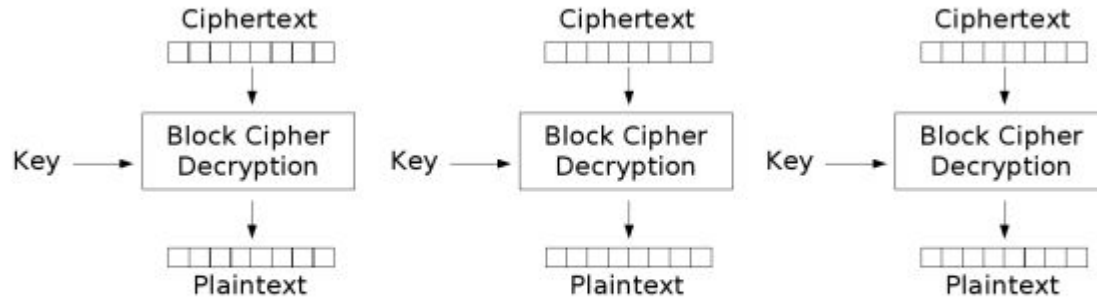 Ciphertext
Ciphertext
Ciphertext
Key
Block Cipher
Decryption
Key
Block Cipher
Decryption
Key
Block Cipher
Decryption
Plaintext
Plaintext
Plaintext